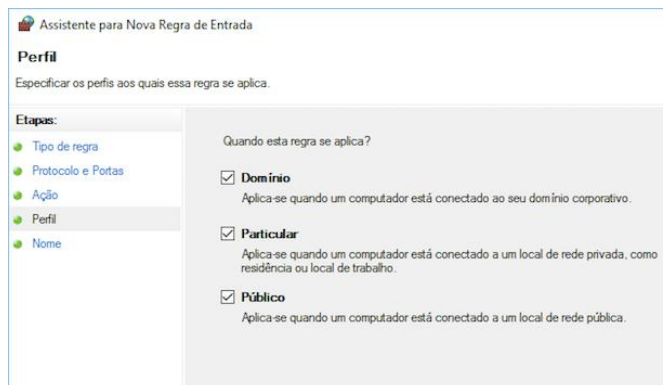 Assistente para Nova Regra de Entrada
Perfil
Especificar os perfis aos quais essa regra se aplica.
Etapas:
Tipo de regra
Protocolo e Portas
Ação
Perfil
Nome
Quando esta regra se aplica?
Domínio
Aplica-se quando um computador está conectado ao seu domínio corporativo.
Particular
Aplica-se quando um computador está conectado a um local de rede privada, como
residência ou local de trabalho.
Público
Aplica-se quando um computador está conectado a um local de rede pública.